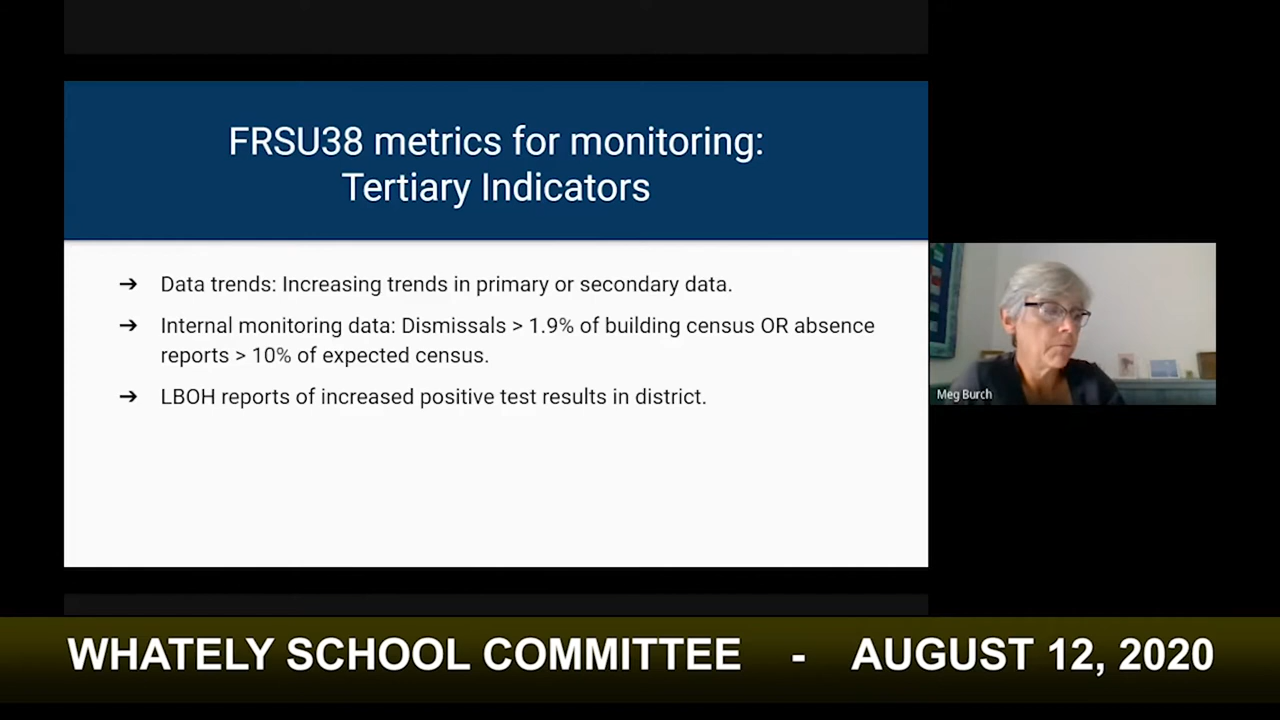 FRSU38 metrics for monitoring:
Tertiary Indicators
➔ Data trends: Increasing trends in primary or secondary data.
➔ Internal monitoring data: Dismissals > 1.9% of building census OR absence
reports > 10% of expected census.
➔ LBOH reports of increased positive test results in district.
Meg Burch
WHATELY SCHOOL COMMITTEE - AUGUST 12, 2020